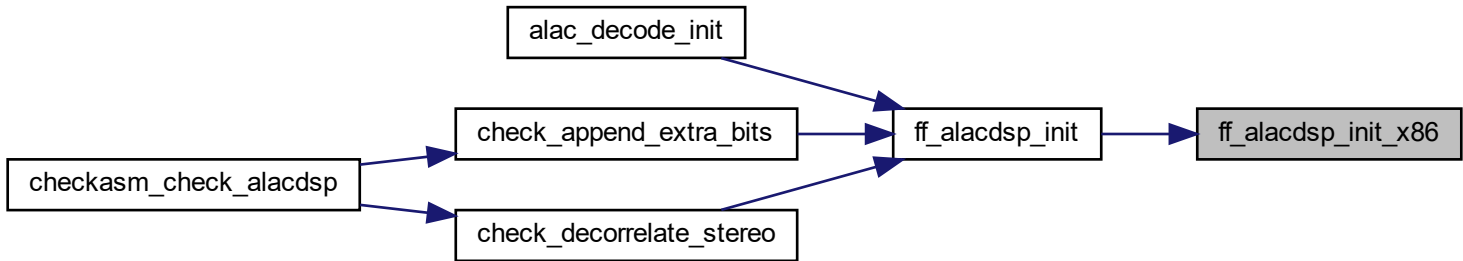 alac_decode_init
check_append_extra_bits
ff_alacdsp_init
ff_alacdsp_init_x86
checkasm_check_alacdsp
check_decorrelate_stereo